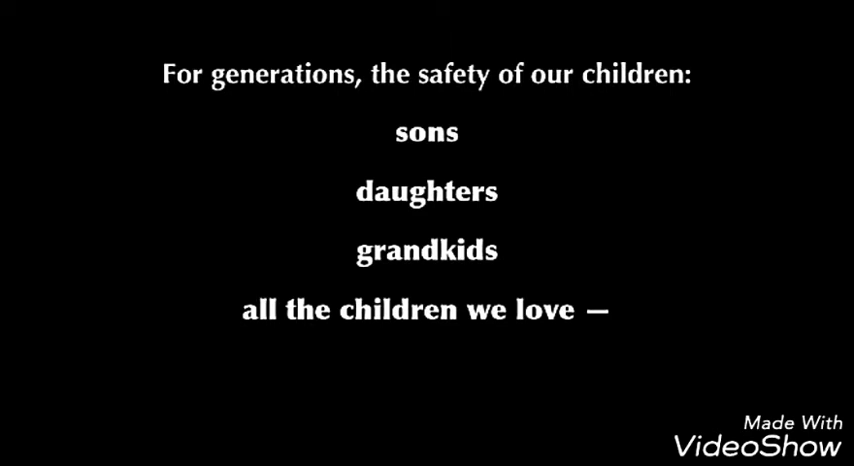 For generations, the safety of our children:
sons
daughters
grandkids
all the children we love —
Made With
VideoShow